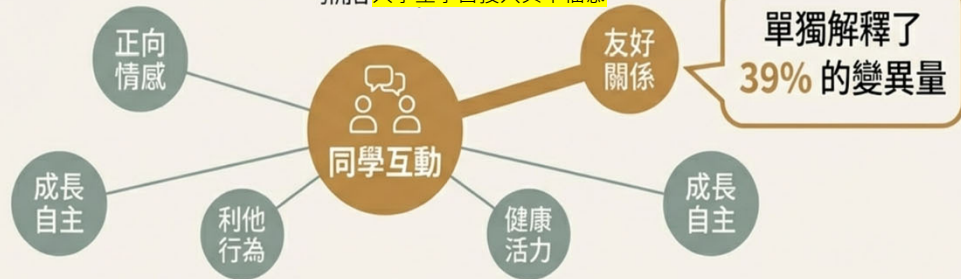 正向
情感
友好
關係
單獨解釋了
39% 的變異量
同學互動
成長
自主
利他
行為
健康
活力
成長
自主